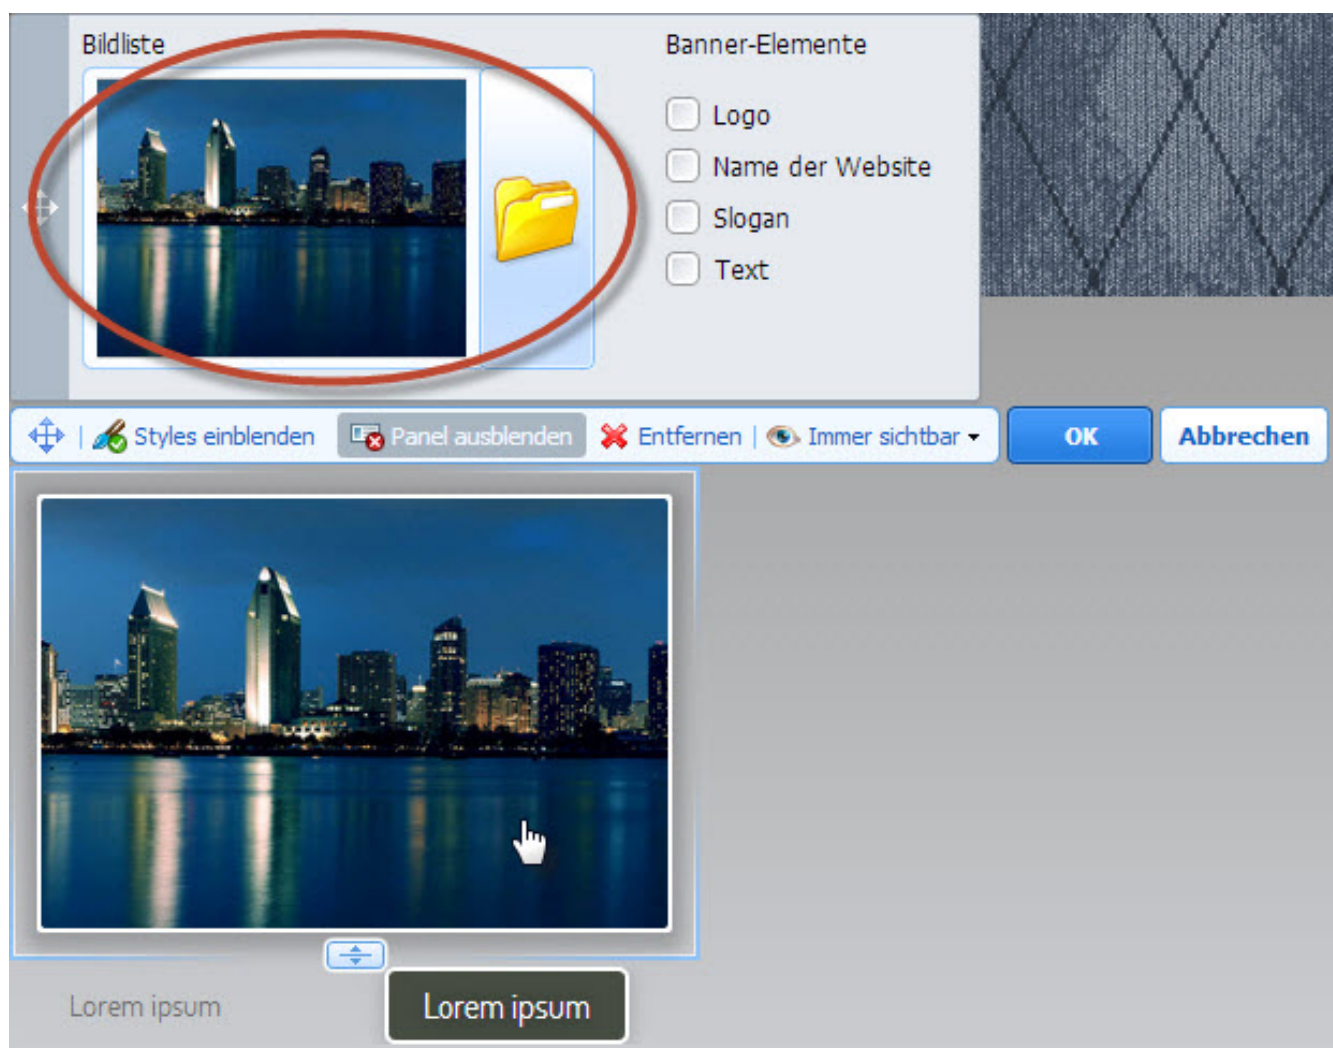 Bildliste
Banner-Elemente
Logo
Name der Website
Slogan
Text
Styles einblenden
Panel ausblenden
Entfernen
Immer sichtbar
OK
Abbrechen
Lorem ipsum
Lorem ipsum